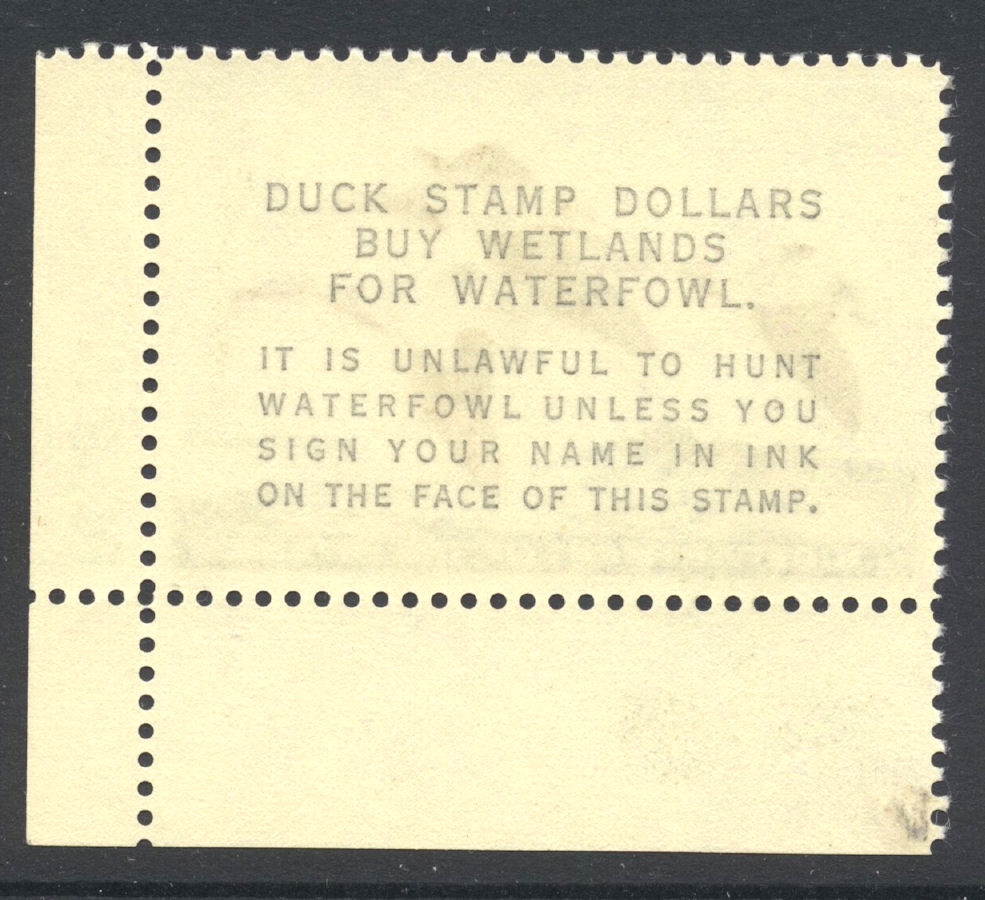 DUCK STAMP DOLLARS
BUY WETLANDS
FOR WATERFOWL.
IT IS UNLAWFUL TO HUNT
WATERFOWL UNLESS YOU
SIGN YOUR NAME IN INK
ON THE FACE OF THIS STAMP.